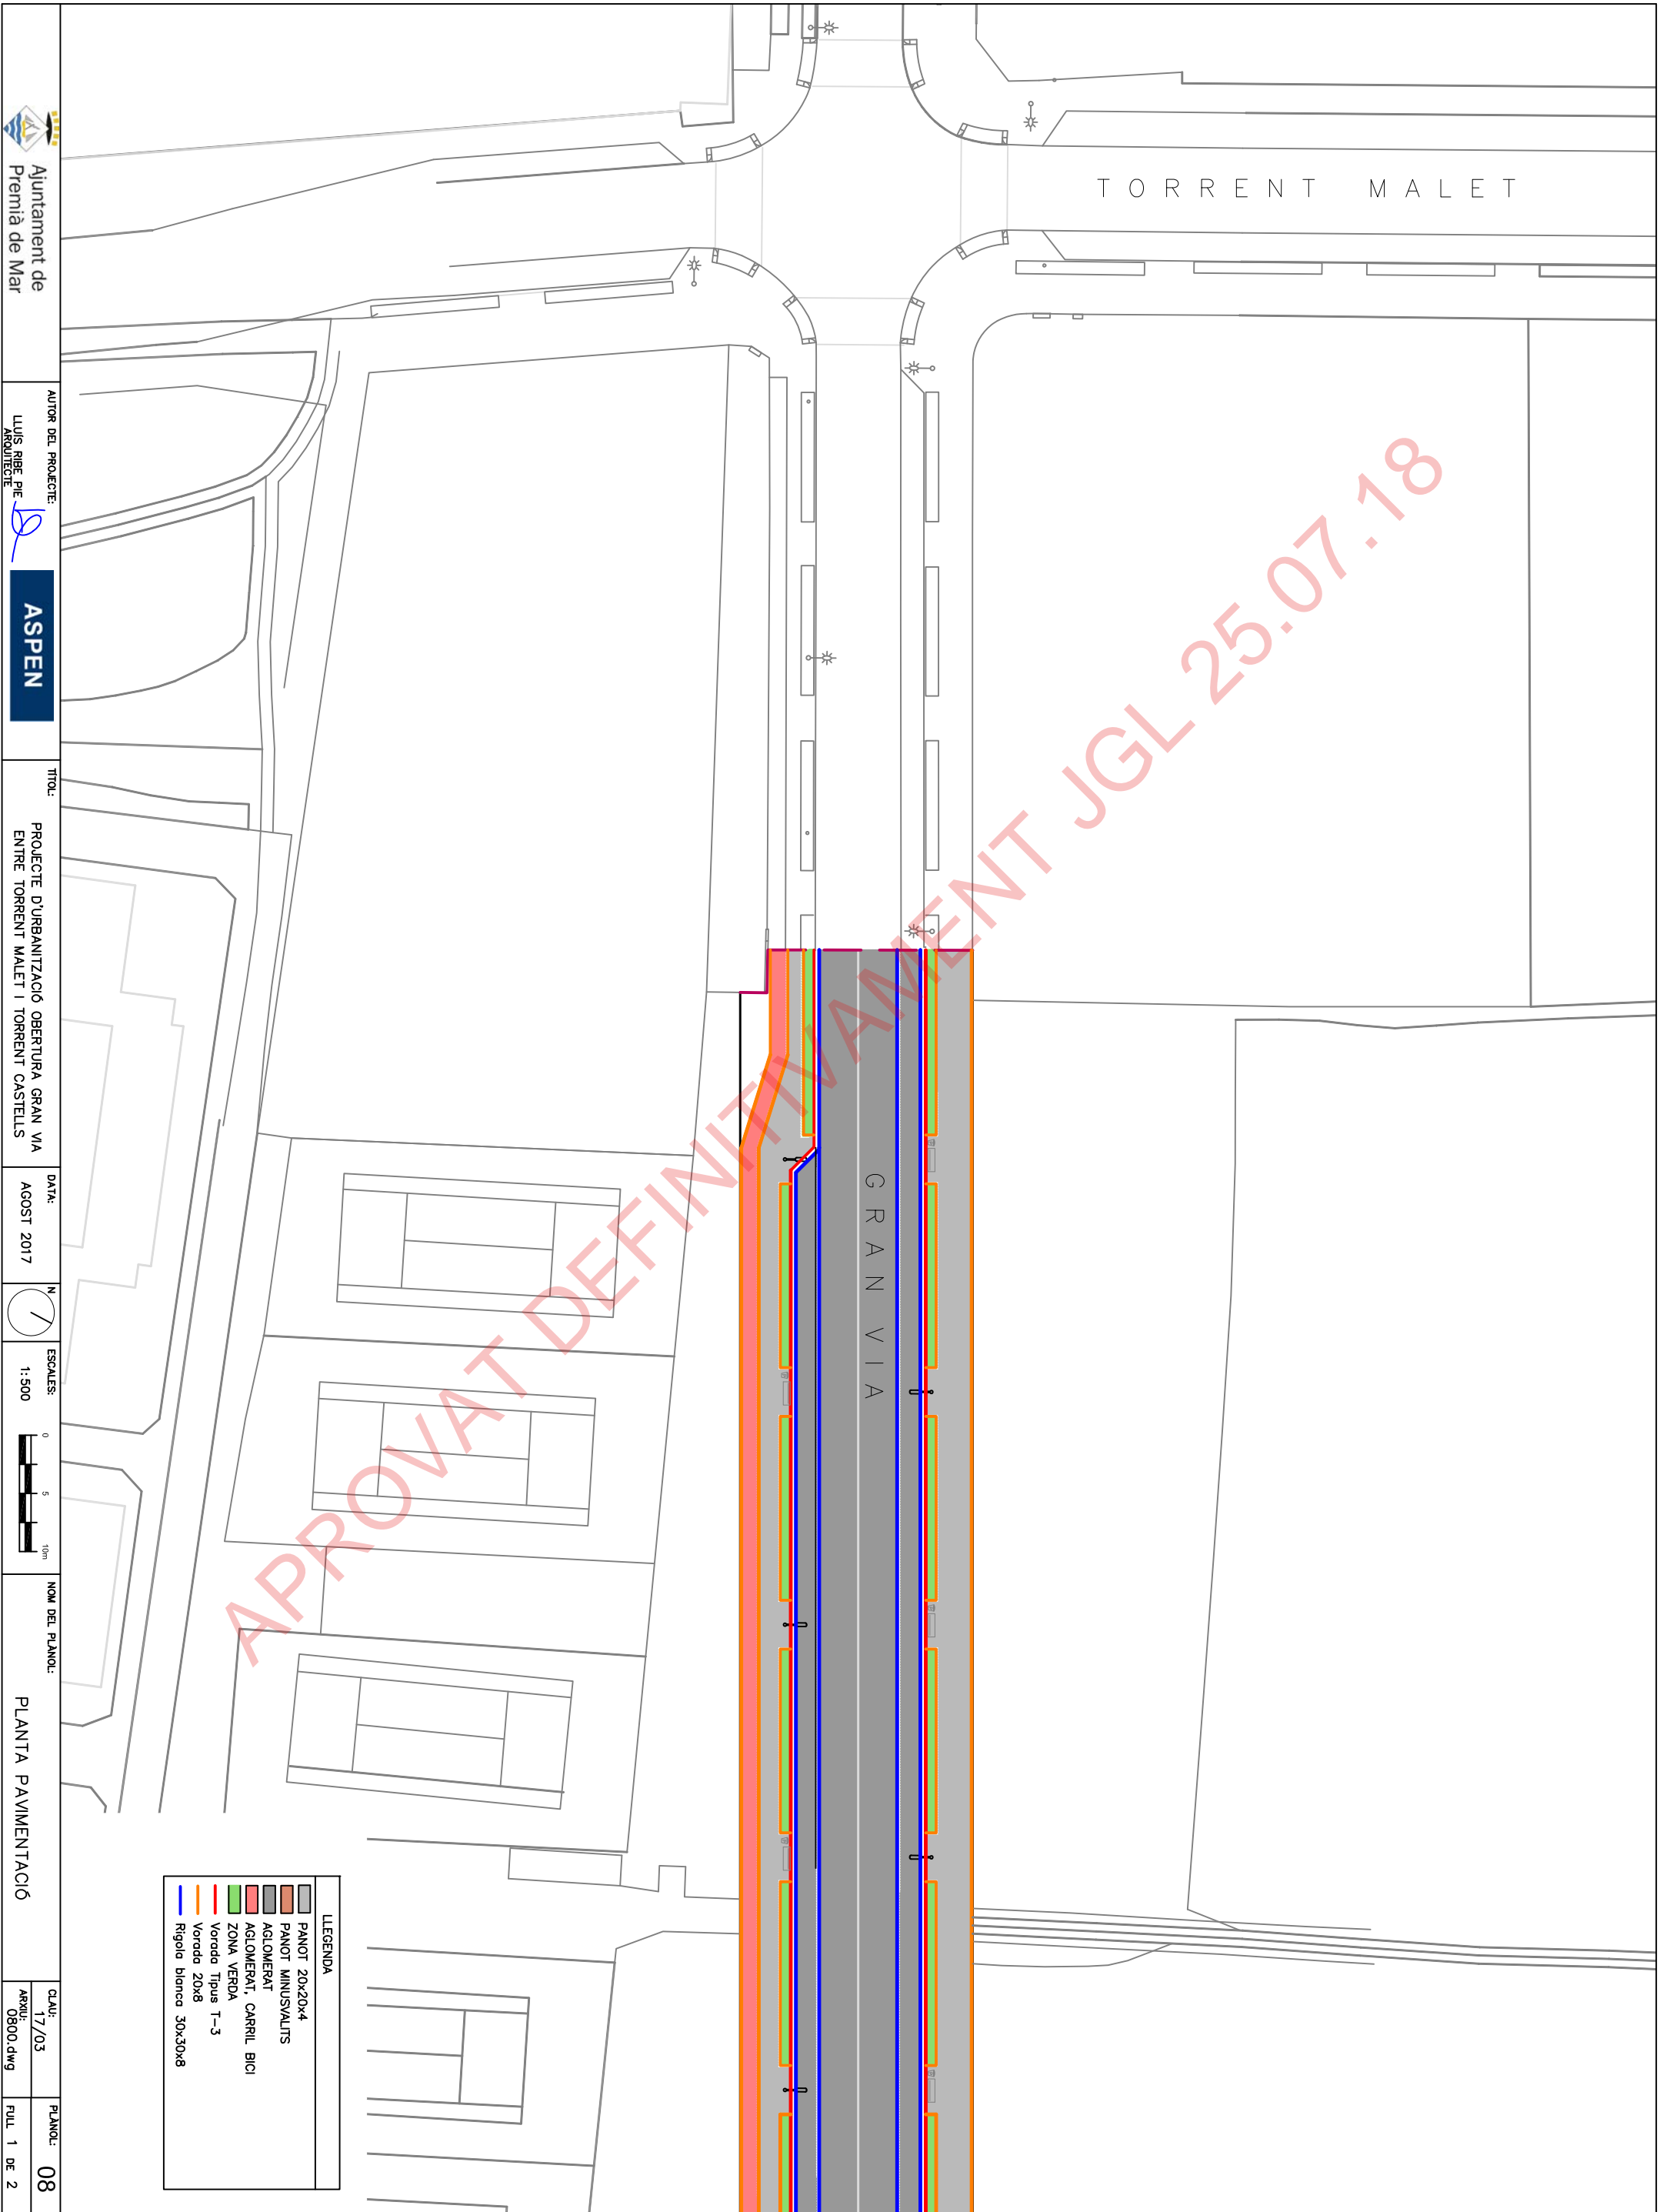 TORRENT MALET
GRAN VIA
APROVAT DEFINITIVAMENT JGL 25.07.18
LLEGENDA
PANOT 20x20x4
PANOT MINUSVALITS
AGLOMERAT
AGLOMERAT, CARRIL BICI
ZONA VERDA
Vorada Tipus T-3
Vorada 20x8
Rigola blanca 30x30x8
Ajuntament de
Premià de Mar
AUTOR DEL PROJECTE:
LLUIS RIBE PIE
ARQUITECTE
ASPEN
TÍTOL:
PROJECTE D'URBANITZACIÓ OBERTURA GRAN VIA
ENTRE TORRENT MALET I TORRENT CASTELLS
DATA:
AGOST 2017
N
ESCALES:
1:500
0 5 10m
NOM DEL PLÀNOL:
PLANTA PAVIMENTACIÓ
CLAU:
17/03
ARXIU:
0800.dwg
PLÀNOL:
08
FULL 1 DE 2